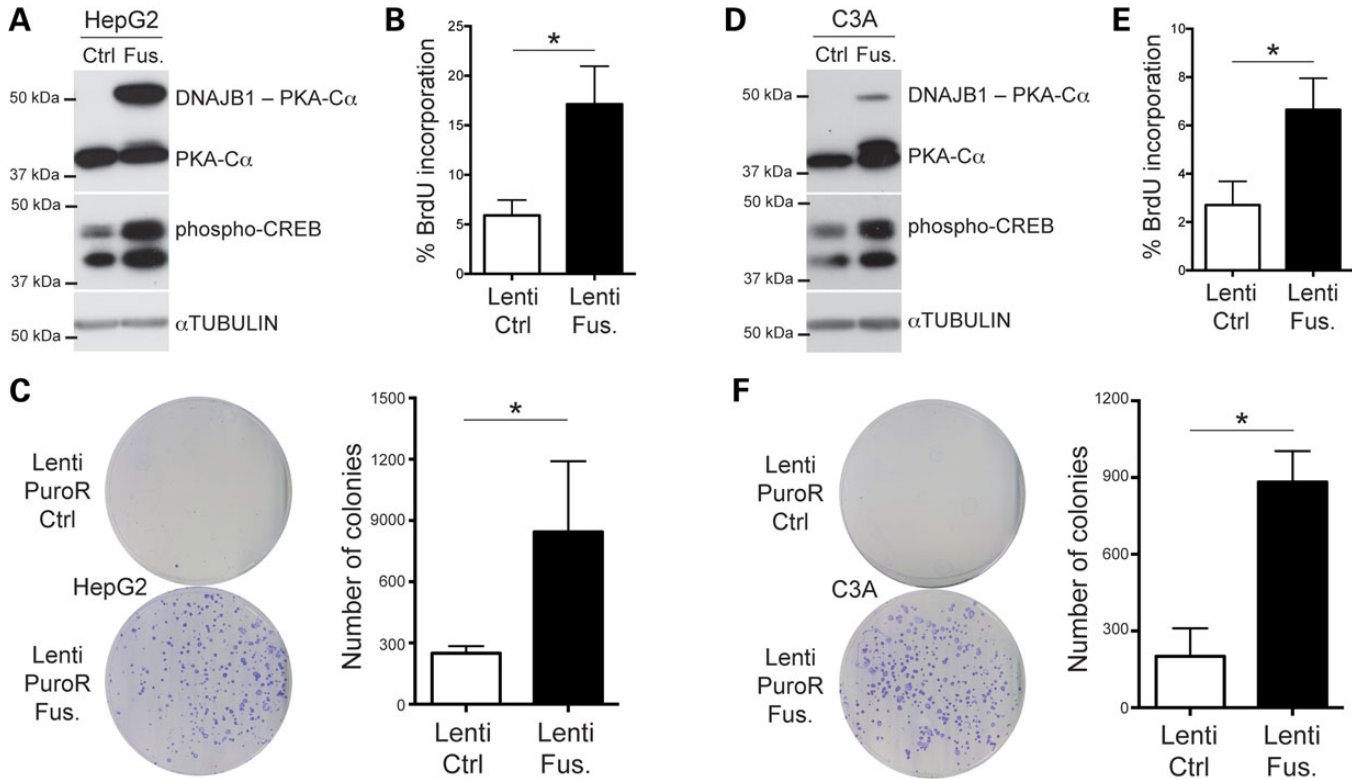 A
HepG2
Ctrl Fus.
50 kDa
DNAJB1 – PKA-Cα
PKA-Cα
37 kDa
50 kDa
phospho-CREB
37 kDa
αTUBULIN
50 kDa
B
% BrdU incorporation
25
20
15
10
5
0
*
Lenti Lenti
Ctrl Fus.
C
Lenti
PuroR
Ctrl
HepG2
Lenti
PuroR
Fus.
Number of colonies
1500
1200
9000
600
300
0
*
Lenti Lenti
Ctrl Fus.
D
C3A
Ctrl Fus.
50 kDa
DNAJB1 – PKA-Cα
PKA-Cα
37 kDa
50 kDa
phospho-CREB
37 kDa
αTUBULIN
50 kDa
E
% BrdU incorporation
10
8
6
4
2
0
*
Lenti Lenti
Ctrl Fus.
F
Lenti
PuroR
Ctrl
C3A
Lenti
PuroR
Fus.
Number of colonies
1200
900
600
300
0
*
Lenti Lenti
Ctrl Fus.